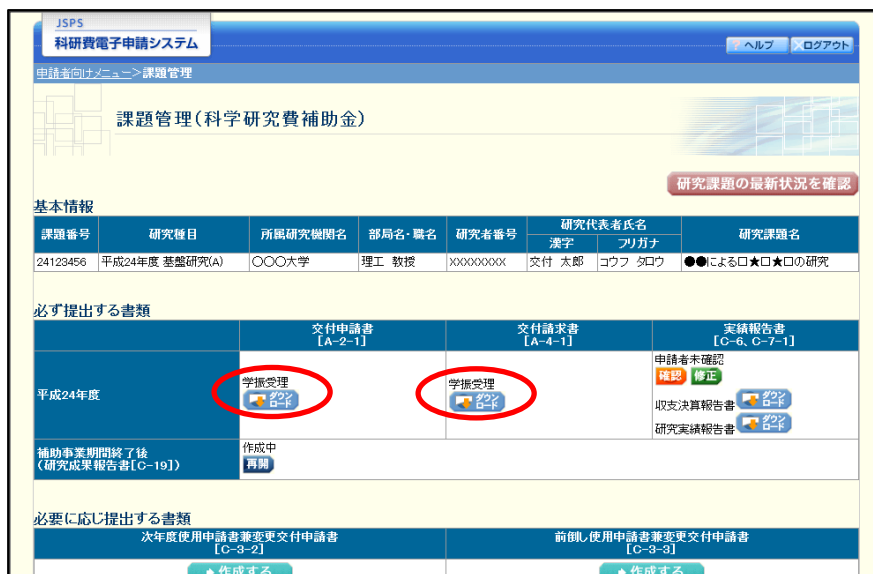 JSPS
科研費電子申請システム
? ヘルプ ×ログアウト
申請者向けメニュー>課題管理
課題管理(科学研究費補助金)
研究課題の最新状況を確認
基本情報
課題番号 研究種目 所属研究機関名 部局名・職名 研究者番号 研究代表者氏名 研究課題名
漢字 フリガナ
24123456 平成24年度 基盤研究(A) 〇〇〇大学 理工 教授 XXXXXXXXX 交付 太郎 コウフ タロウ ●●による□★□★□の研究
必ず提出する書類
交付申請書 交付請求書 実績報告書
[A-2-1] [A-4-1] [C-6、C-7-1]
平成24年度
学振受理
ダウンロード
学振受理
ダウンロード
申請者未確認
確認 修正
収支決算報告書 ダウンロード
研究実績報告書 ダウンロード
補助事業期間終了後
(研究成果報告書[C-19])
作成中
再開
必要に応じ提出する書類
次年度使用申請書兼変更交付申請書 前倒し使用申請書兼変更交付申請書
[C-3-2] [C-3-3]
作成する 作成する